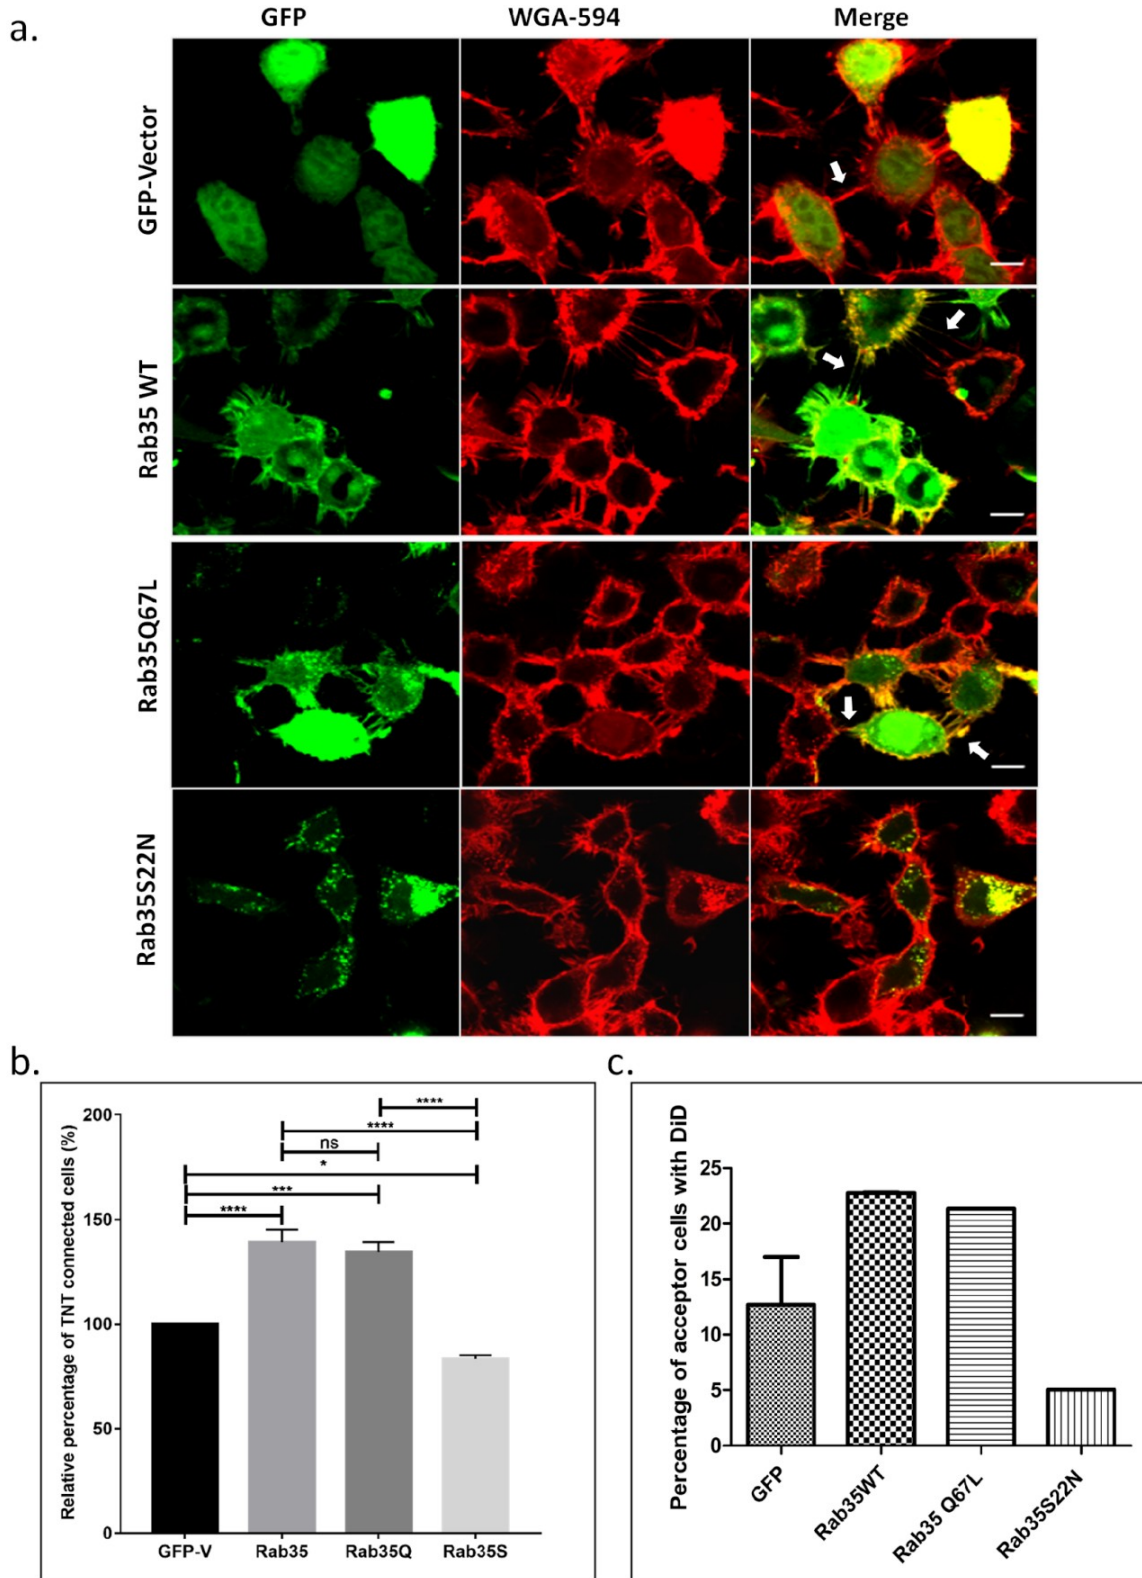 a.
GFP WGA-594 Merge
GFP-Vector
Rab35 WT
Rab35Q67L
Rab35S22N
b.
Relative percentage of TNT connected cells (%)
200
150
100
50
0
****
****
ns
*
***
****
GFP-V Rab35 Rab35Q Rab35S
c.
Percentage of acceptor cells with DiD
25
20
15
10
5
0
GFP
Rab35WT
Rab35 Q67L
Rab35S22N